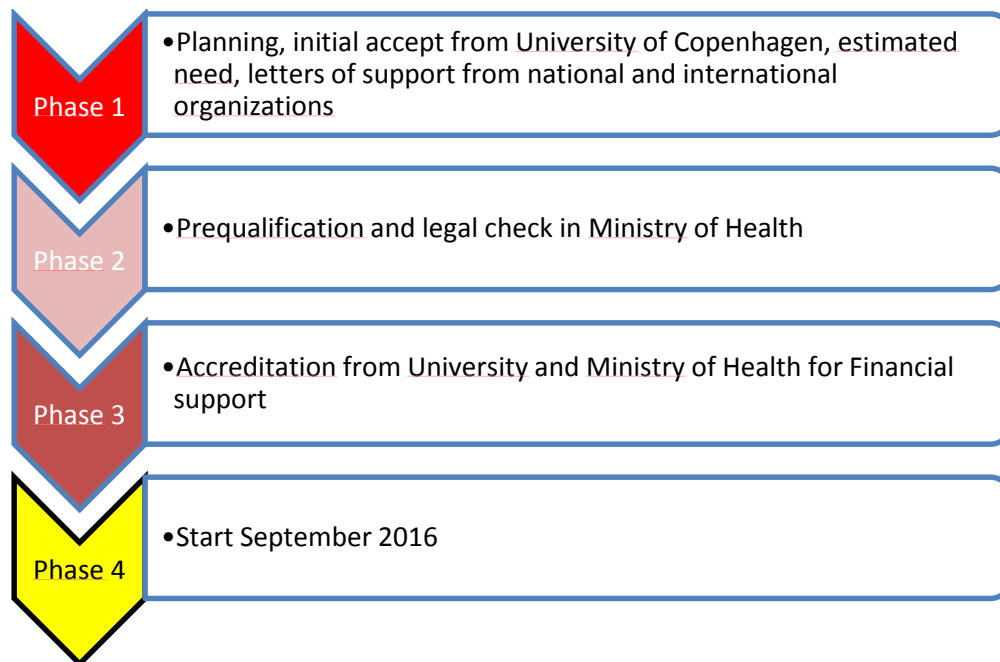 Phase 1
•Planning, initial accept from University of Copenhagen, estimated
need, letters of support from national and international
organizations
Phase 2
•Prequalification and legal check in Ministry of Health
Phase 3
•Accreditation from University and Ministry of Health for Financial
support
Phase 4
•Start September 2016